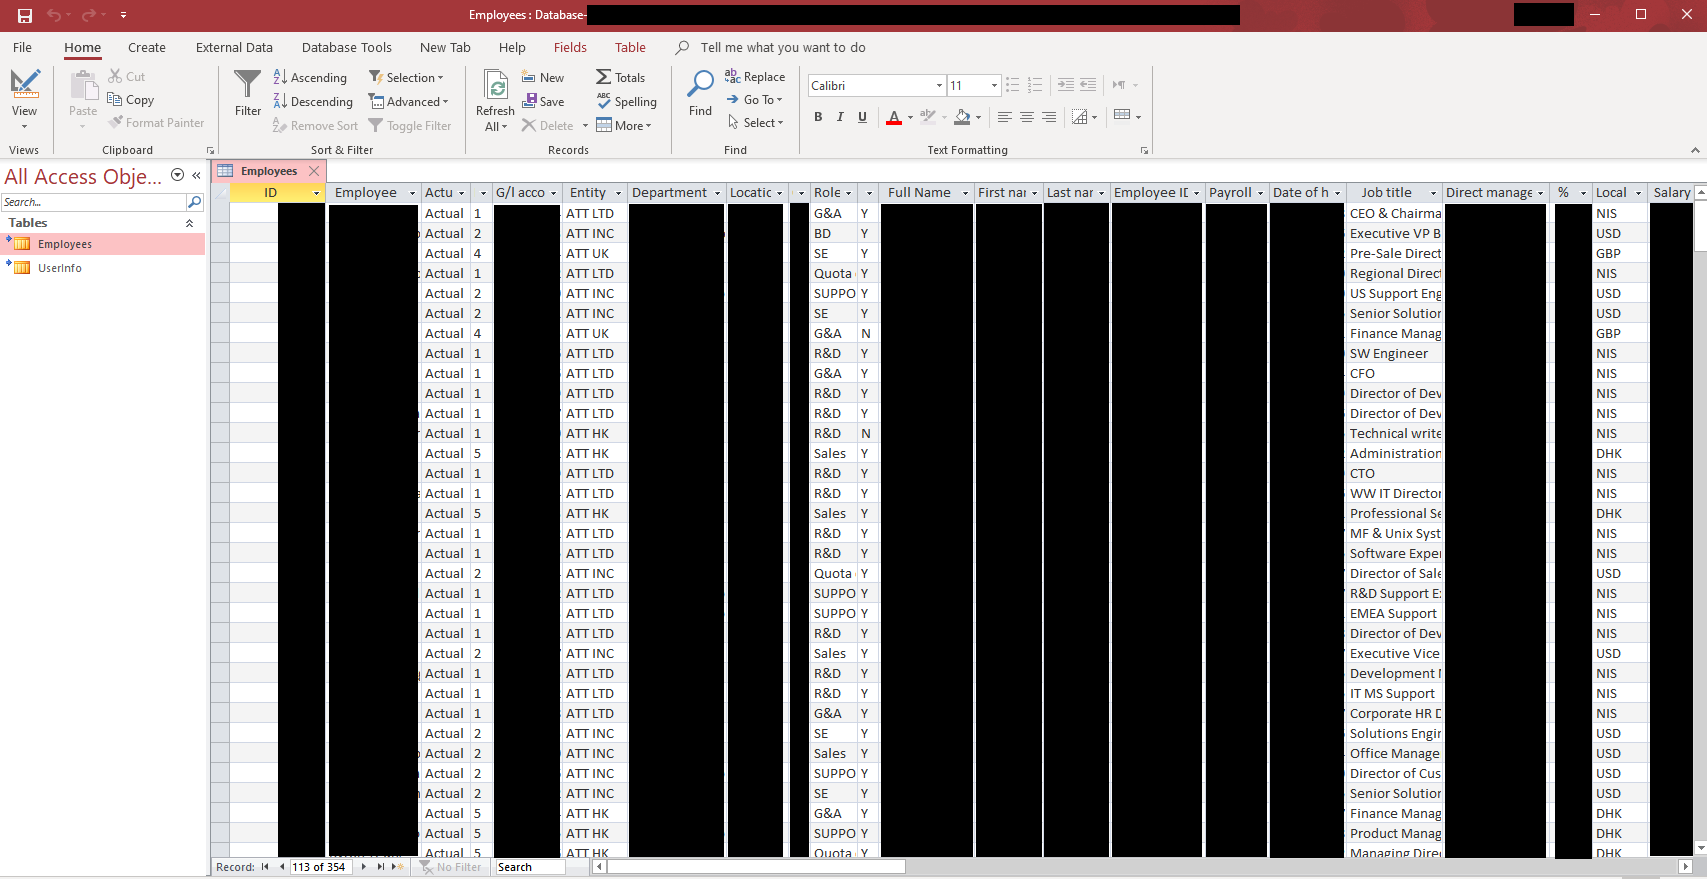 Employees : Database-
File Home Create External Data Database Tools New Tab Help Fields Table Tell me what you want to do
View Paste Cut Copy Format Painter Filter Ascending Descending Remove Sort Selection Advanced Toggle Filter Refresh All New Save Delete Totals Spelling More Find Replace Go To Select Calibri 11 B I U A
Views Clipboard Sort & Filter Records Find Text Formatting
All Access Obje... «
Search...
Tables
Employees
UserInfo
Employees
ID Employee Actu G/l acco Entity Department Locatic Role Full Name First nar Last nar Employee ID Payroll Date of h Job title Direct manage % Local Salary
Actual 1 ATT LTD G&A Y CEO & Chairma NIS
Actual 2 ATT INC BD Y Executive VP B USD
Actual 4 ATT UK SE Y Pre-Sale Direct GBP
Actual 1 ATT LTD Quota Y Regional Direct NIS
Actual 2 ATT INC SUPPO Y US Support Eng USD
Actual 2 ATT INC SE Y Senior Solution USD
Actual 4 ATT UK G&A N Finance Manag GBP
Actual 1 ATT LTD R&D Y SW Engineer NIS
Actual 1 ATT LTD G&A Y CFO NIS
Actual 1 ATT LTD R&D Y Director of Dev NIS
Actual 1 ATT LTD R&D Y Director of Dev NIS
Actual 1 ATT HK R&D N Technical write NIS
Actual 5 ATT HK Sales Y Administration DHK
Actual 1 ATT LTD R&D Y CTO NIS
Actual 1 ATT LTD R&D Y WW IT Director NIS
Actual 5 ATT HK Sales Y Professional Se DHK
Actual 1 ATT LTD R&D Y MF & Unix Syst NIS
Actual 1 ATT LTD R&D Y Software Exper NIS
Actual 2 ATT INC Quota Y Director of Sale USD
Actual 1 ATT LTD SUPPO Y R&D Support Ex NIS
Actual 1 ATT LTD SUPPO Y EMEA Support NIS
Actual 1 ATT LTD R&D Y Director of Dev NIS
Actual 2 ATT INC Sales Y Executive Vice USD
Actual 1 ATT LTD R&D Y Development NIS
Actual 1 ATT LTD R&D Y IT MS Support NIS
Actual 1 ATT LTD G&A Y Corporate HR D NIS
Actual 2 ATT INC SE Y Solutions Engin USD
Actual 2 ATT INC Sales Y Office Manage USD
Actual 2 ATT INC SUPPO Y Director of Cus USD
Actual 2 ATT INC SE Y Senior Solution USD
Actual 5 ATT HK G&A Y Finance Manag DHK
Actual 5 ATT HK SUPPO Y Product Manag DHK
Actual 5 ATT HK Quota Y Managing Dire DHK
Record: 113 of 354 No Filter Search